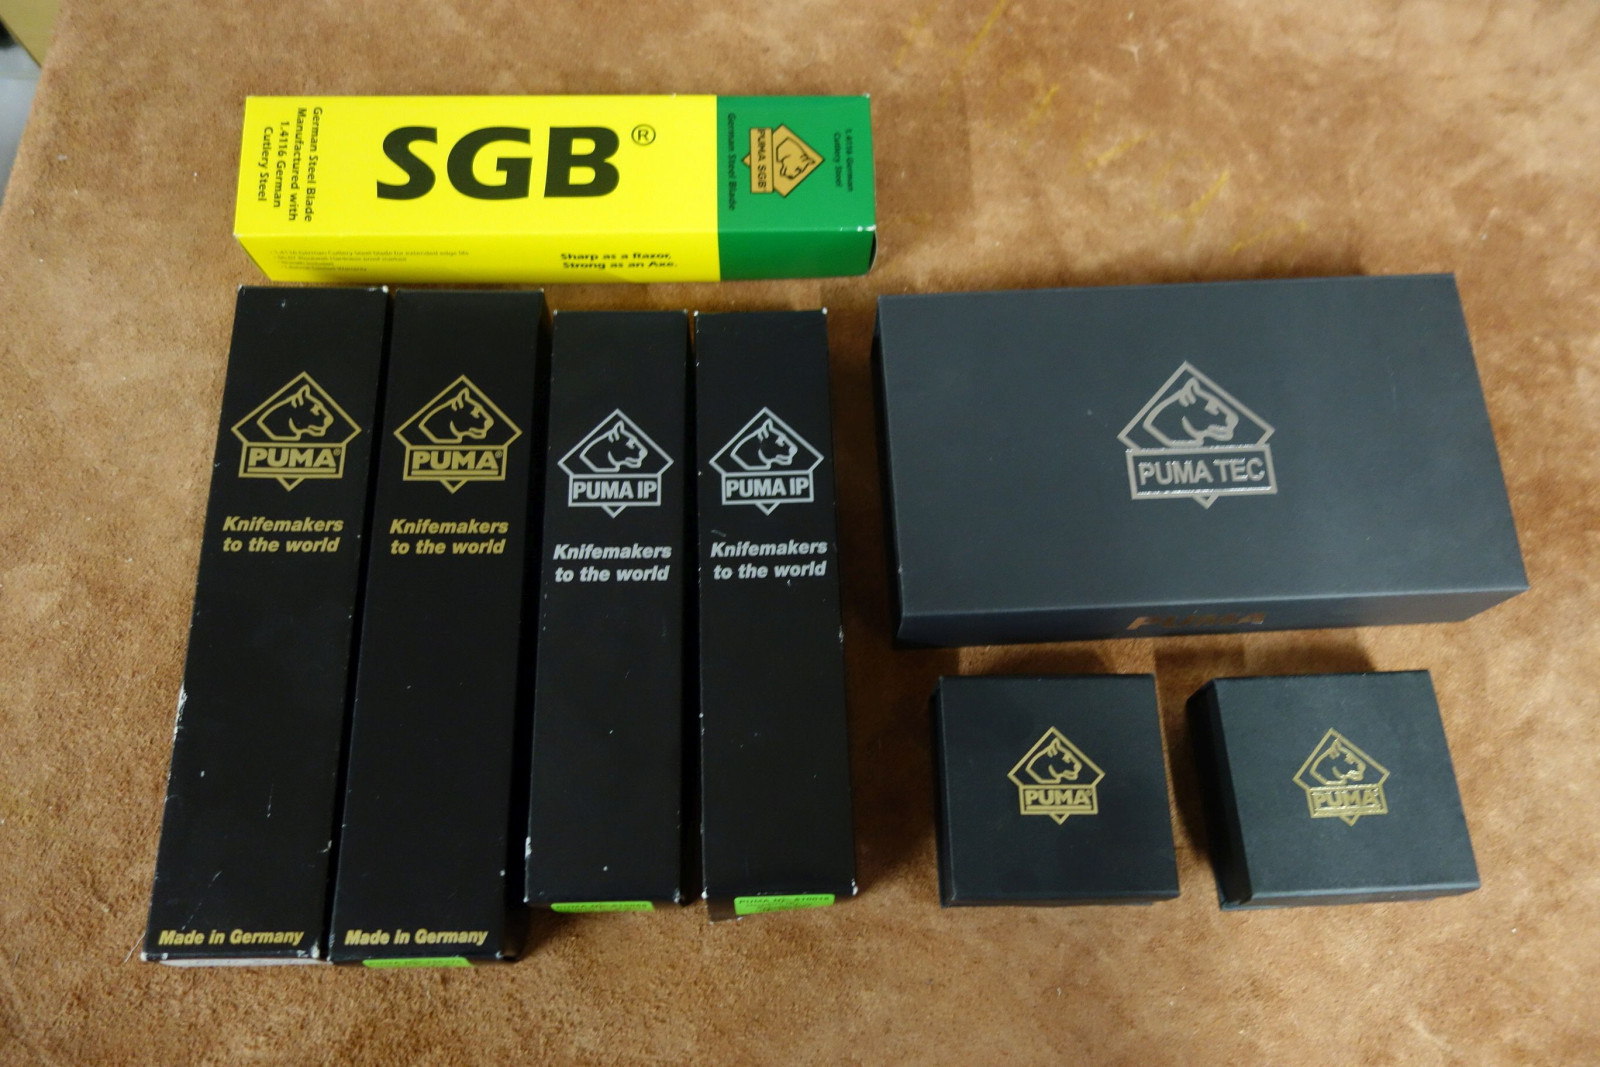 German Steel Blade
Manufactured with
1.4116 German
Cutlery Steel
SGB®
1.4116 German
Cutlery Steel
PUMA SGB
German Steel Blade
Sharp as a Razor,
Strong as an Axe.
PUMA®
Knifemakers
to the world
Made in Germany
PUMA®
Knifemakers
to the world
Made in Germany
PUMA IP
Knifemakers
to the world
PUMA IP
Knifemakers
to the world
PUMA TEC
PUMA
PUMA®
PUMA